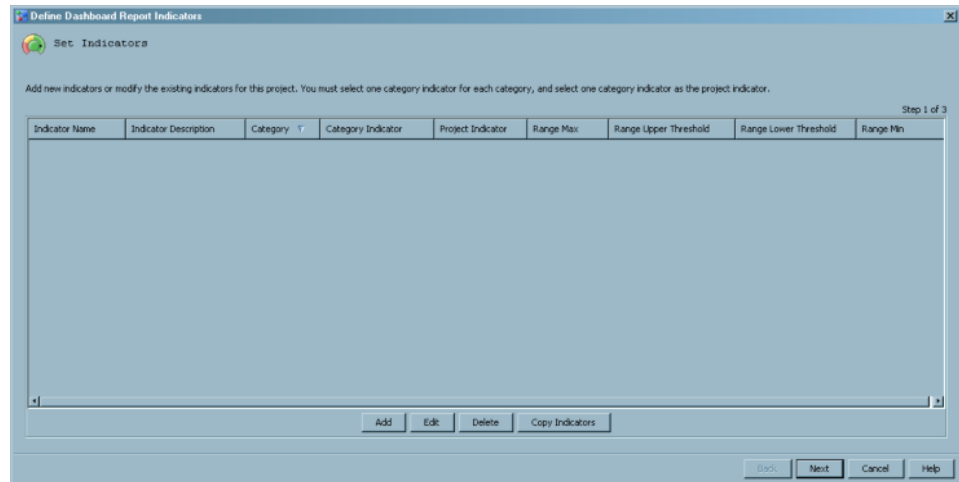 Define Dashboard Report Indicators
Set Indicators
Add new indicators or modify the existing indicators for this project. You must select one category indicator for each category, and select one category indicator as the project indicator.
Step 1 of 3
Indicator Name Indicator Description Category Category Indicator Project Indicator Range Max Range Upper Threshold Range Lower Threshold Range Min
Add Edit Delete Copy Indicators
Back Next Cancel Help